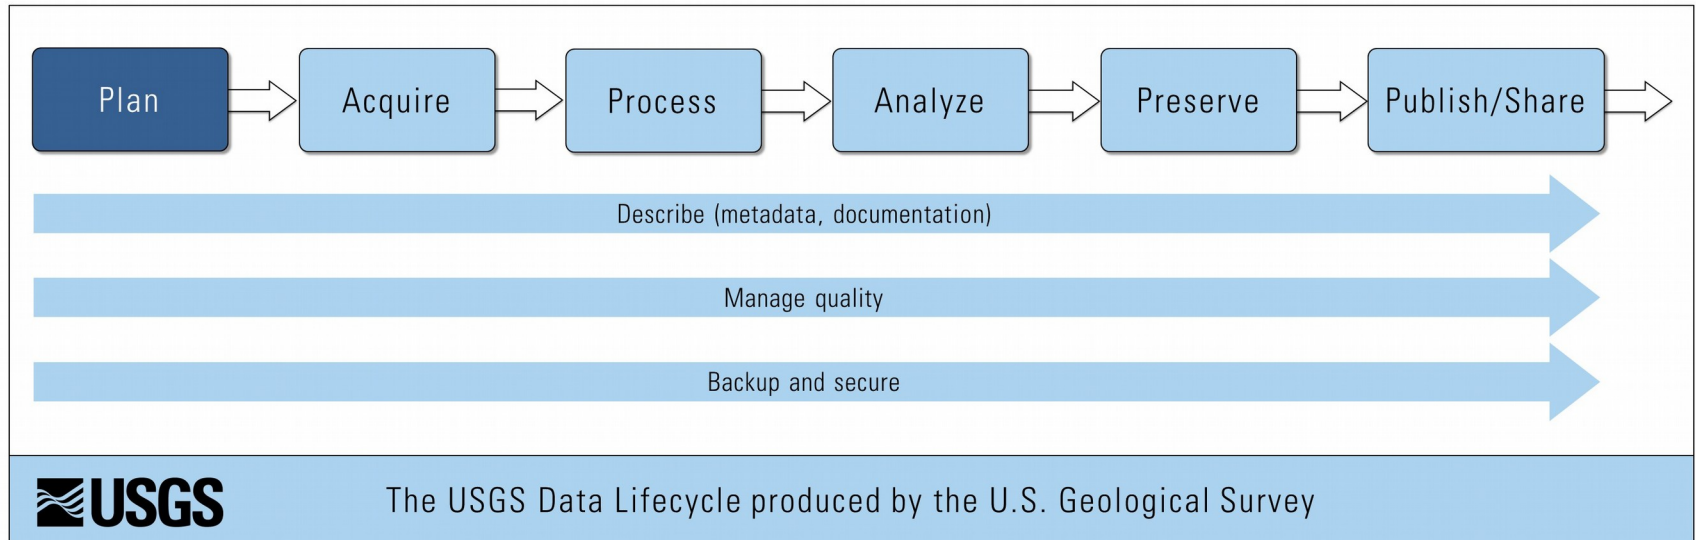 Plan
Acquire
Process
Analyze
Preserve
Publish/Share
Describe (metadata, documentation)
Manage quality
Backup and secure
USGS
The USGS Data Lifecycle produced by the U.S. Geological Survey